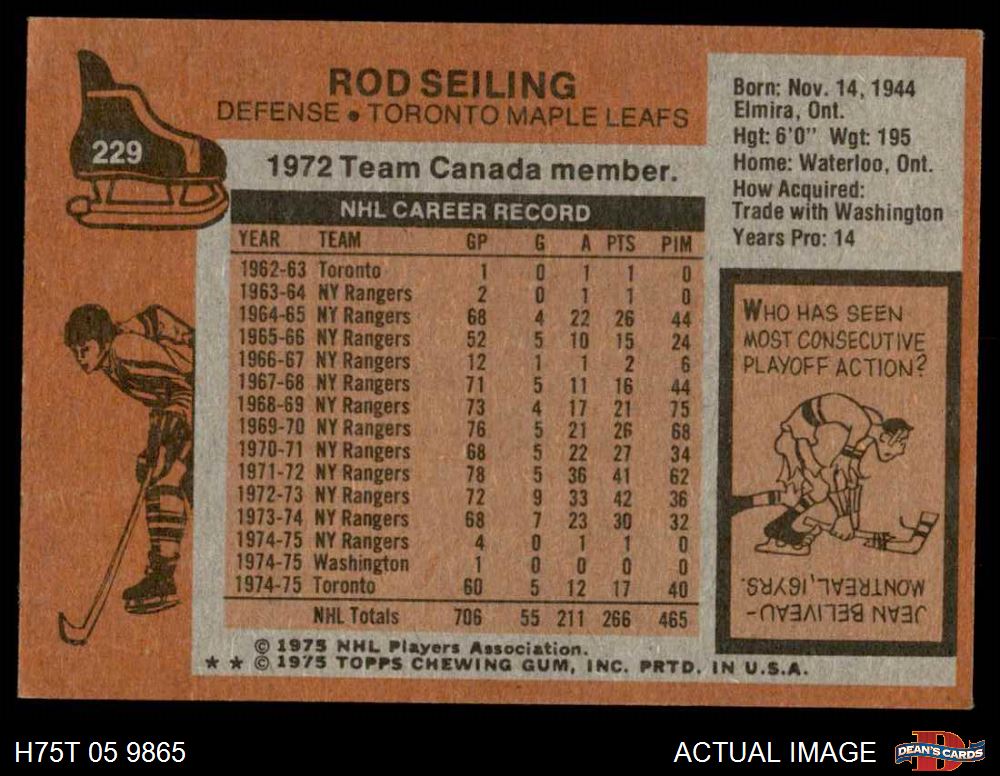 229
ROD SEILING
DEFENSE • TORONTO MAPLE LEAFS
1972 Team Canada member.
NHL CAREER RECORD
YEAR TEAM GP G A PTS PIM
1962-63 Toronto 1 0 1 1 0
1963-64 NY Rangers 2 0 1 1 0
1964-65 NY Rangers 68 4 22 26 44
1965-66 NY Rangers 52 5 10 15 24
1966-67 NY Rangers 12 1 1 2 6
1967-68 NY Rangers 71 5 11 16 44
1968-69 NY Rangers 73 4 17 21 75
1969-70 NY Rangers 76 5 21 26 68
1970-71 NY Rangers 68 5 22 27 34
1971-72 NY Rangers 78 5 36 41 62
1972-73 NY Rangers 72 9 33 42 36
1973-74 NY Rangers 68 7 23 30 32
1974-75 NY Rangers 4 0 1 1 0
1974-75 Washington 1 0 0 0 0
1974-75 Toronto 60 5 12 17 40
NHL Totals 706 55 211 266 465
© 1975 NHL Players Association.
★ ★ © 1975 TOPPS CHEWING GUM, INC. PRTD. IN U.S.A.
Born: Nov. 14, 1944
Elmira, Ont.
Hgt: 6'0" Wgt: 195
Home: Waterloo, Ont.
How Acquired:
Trade with Washington
Years Pro: 14
WHO HAS SEEN
MOST CONSECUTIVE
PLAYOFF ACTION?
JEAN BELIVEAU-
MONTREAL, 16YRS.
H75T 05 9865
ACTUAL IMAGE
D
DEAN'S CARDS